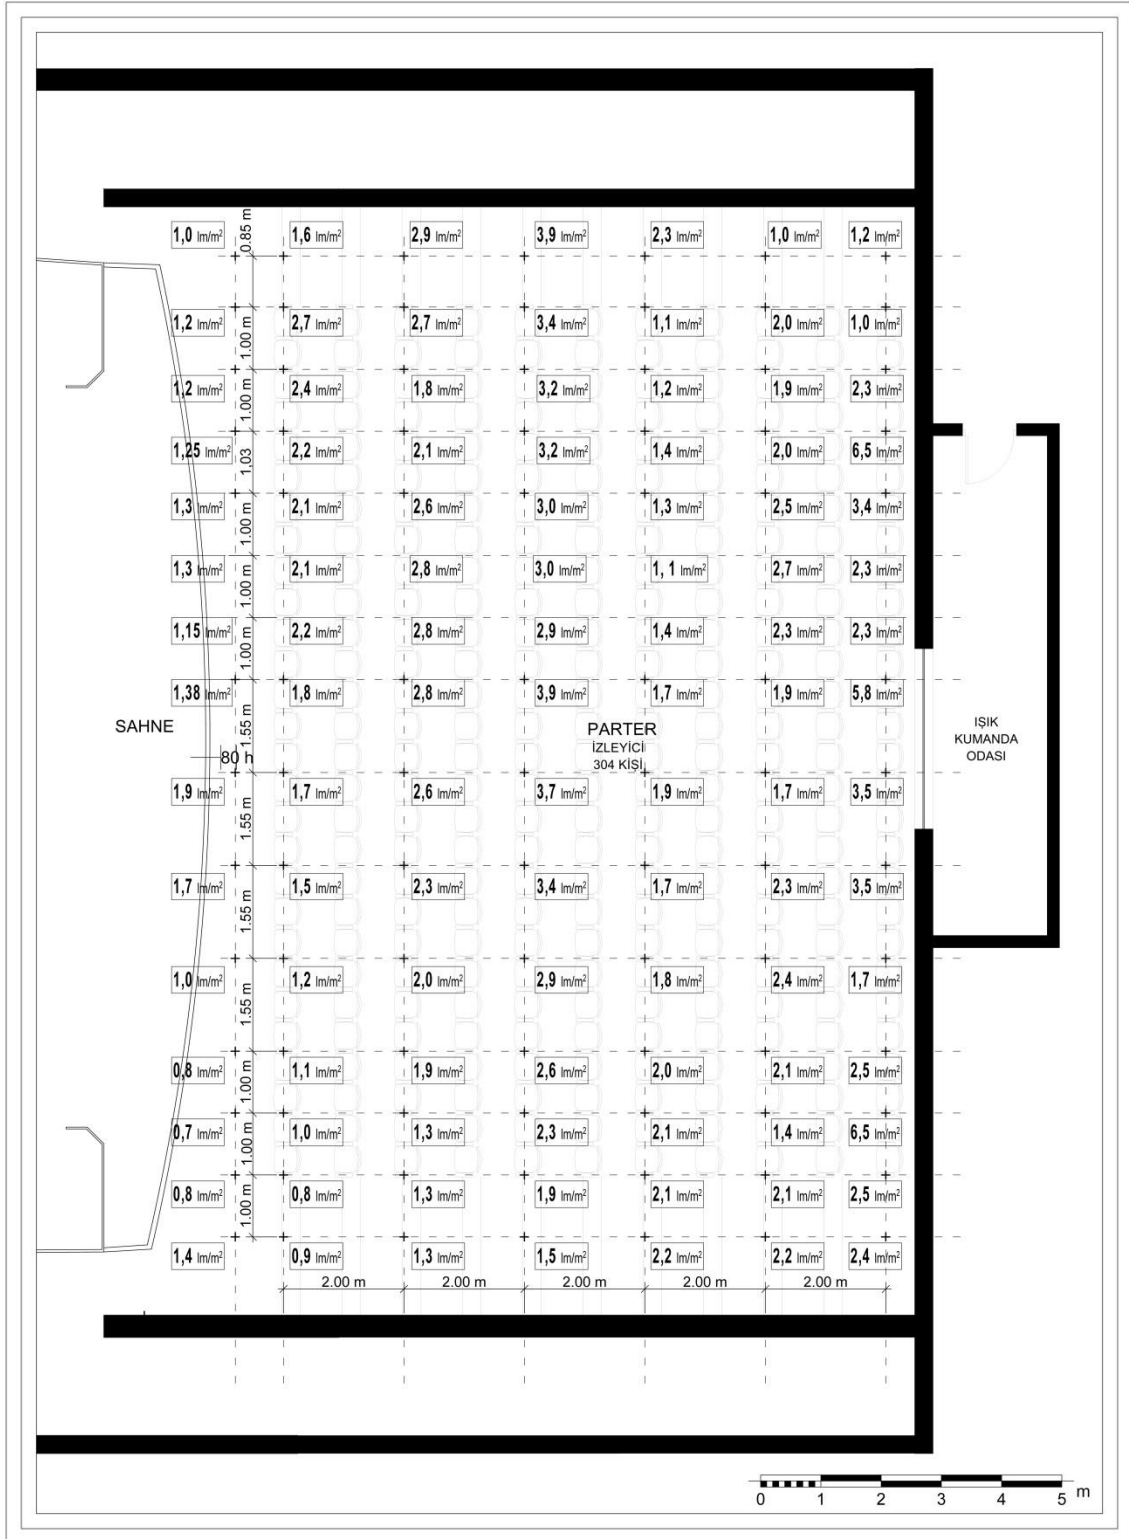 1,0 lm/m² 1,6 lm/m² 2,9 lm/m² 3,9 lm/m² 2,3 lm/m² 1,0 lm/m² 1,2 lm/m²
0.85 m
1,2 lm/m² 2,7 lm/m² 2,7 lm/m² 3,4 lm/m² 1,1 lm/m² 2,0 lm/m² 1,0 lm/m²
1.00 m
1,2 lm/m² 2,4 lm/m² 1,8 lm/m² 3,2 lm/m² 1,2 lm/m² 1,9 lm/m² 2,3 lm/m²
1.00 m
1,25 lm/m² 2,2 lm/m² 2,1 lm/m² 3,2 lm/m² 1,4 lm/m² 2,0 lm/m² 6,5 lm/m²
1,03
1,3 lm/m² 2,1 lm/m² 2,6 lm/m² 3,0 lm/m² 1,3 lm/m² 2,5 lm/m² 3,4 lm/m²
1.00 m
1,3 lm/m² 2,1 lm/m² 2,8 lm/m² 3,0 lm/m² 1, 1 lm/m² 2,7 lm/m² 2,3 lm/m²
1.00 m
1,15 lm/m² 2,2 lm/m² 2,8 lm/m² 2,9 lm/m² 1,4 lm/m² 2,3 lm/m² 2,3 lm/m²
1.00 m
1,38 lm/m² 1,8 lm/m² 2,8 lm/m² 3,9 lm/m² 1,7 lm/m² 1,9 lm/m² 5,8 lm/m²
1.55 m
SAHNE
80 h
PARTER
İZLEYİCİ
304 KİŞİ
IŞIK
KUMANDA
ODASI
1,9 lm/m² 1,7 lm/m² 2,6 lm/m² 3,7 lm/m² 1,9 lm/m² 1,7 lm/m² 3,5 lm/m²
1.55 m
1,7 lm/m² 1,5 lm/m² 2,3 lm/m² 3,4 lm/m² 1,7 lm/m² 2,3 lm/m² 3,5 lm/m²
1.55 m
1,0 lm/m² 1,2 lm/m² 2,0 lm/m² 2,9 lm/m² 1,8 lm/m² 2,4 lm/m² 1,7 lm/m²
1.55 m
0,8 lm/m² 1,1 lm/m² 1,9 lm/m² 2,6 lm/m² 2,0 lm/m² 2,1 lm/m² 2,5 lm/m²
1.00 m
0,7 lm/m² 1,0 lm/m² 1,3 lm/m² 2,3 lm/m² 2,1 lm/m² 1,4 lm/m² 6,5 lm/m²
1.00 m
0,8 lm/m² 0,8 lm/m² 1,3 lm/m² 1,9 lm/m² 2,1 lm/m² 2,1 lm/m² 2,5 lm/m²
1.00 m
1,4 lm/m² 0,9 lm/m² 1,3 lm/m² 1,5 lm/m² 2,2 lm/m² 2,2 lm/m² 2,4 lm/m²
2.00 m 2.00 m 2.00 m 2.00 m 2.00 m
0 1 2 3 4 5 m